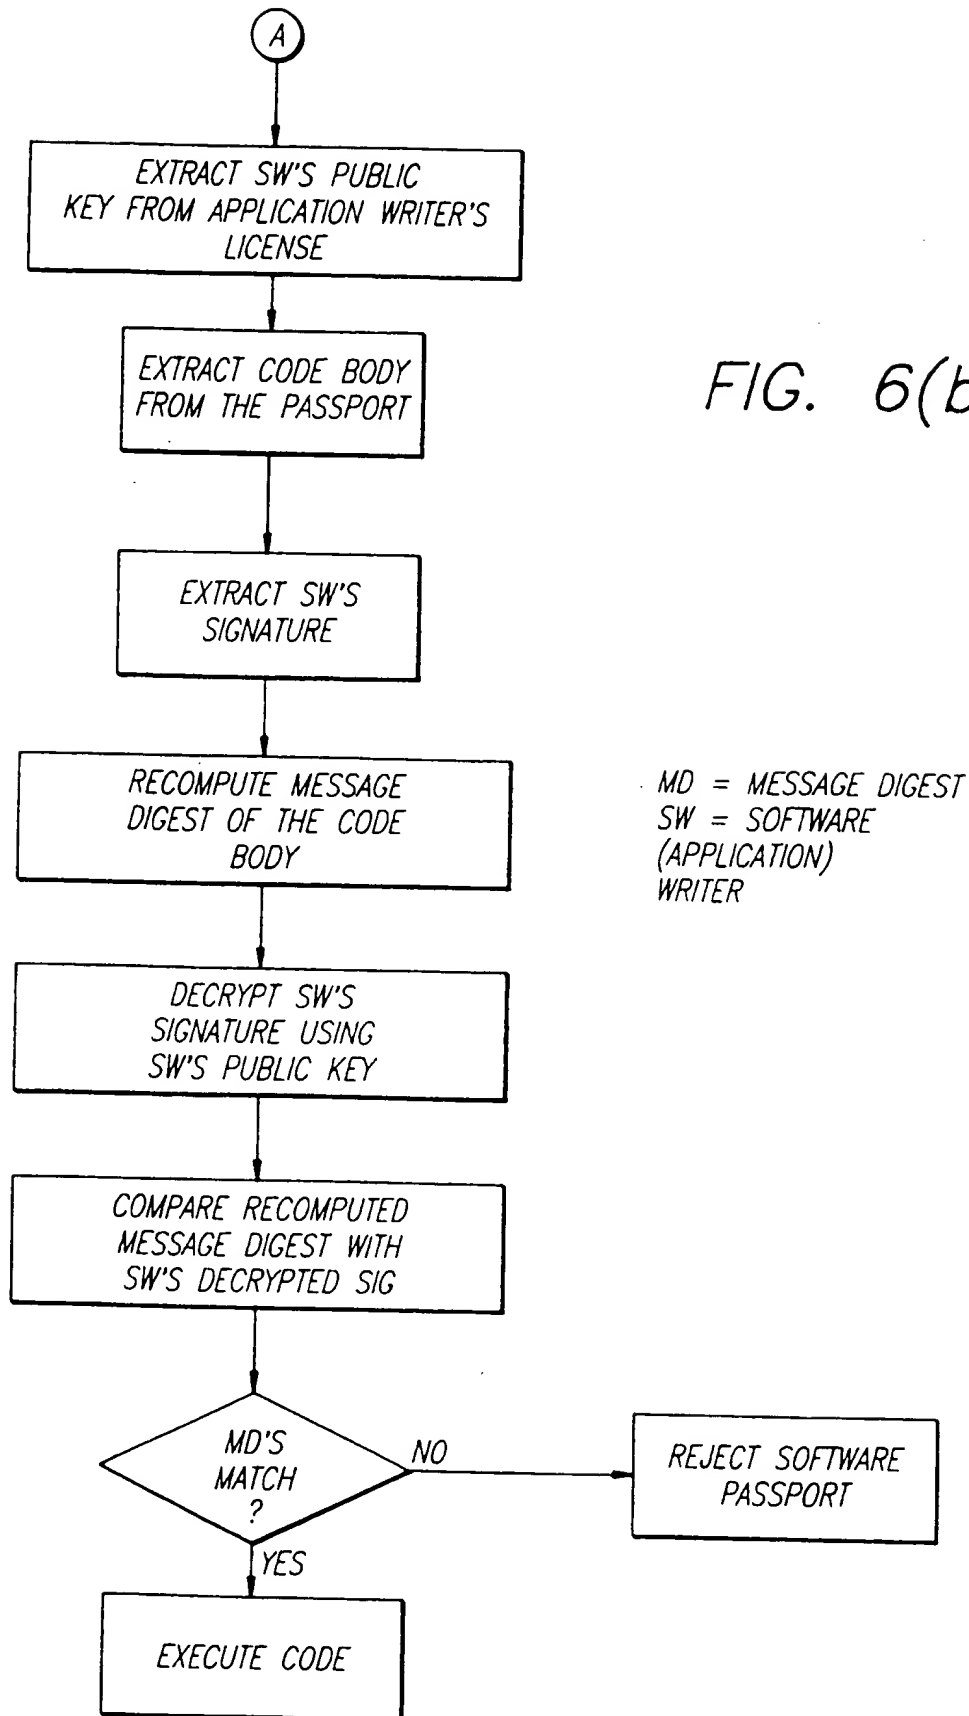 A
EXTRACT SW'S PUBLIC
KEY FROM APPLICATION WRITER'S
LICENSE
EXTRACT CODE BODY
FROM THE PASSPORT
FIG. 6(b
EXTRACT SW'S
SIGNATURE
RECOMPUTE MESSAGE
DIGEST OF THE CODE
BODY
MD = MESSAGE DIGEST
SW = SOFTWARE
(APPLICATION)
WRITER
DECRYPT SW'S
SIGNATURE USING
SW'S PUBLIC KEY
COMPARE RECOMPUTED
MESSAGE DIGEST WITH
SW'S DECRYPTED SIG
MD'S
MATCH
?
NO
REJECT SOFTWARE
PASSPORT
YES
EXECUTE CODE